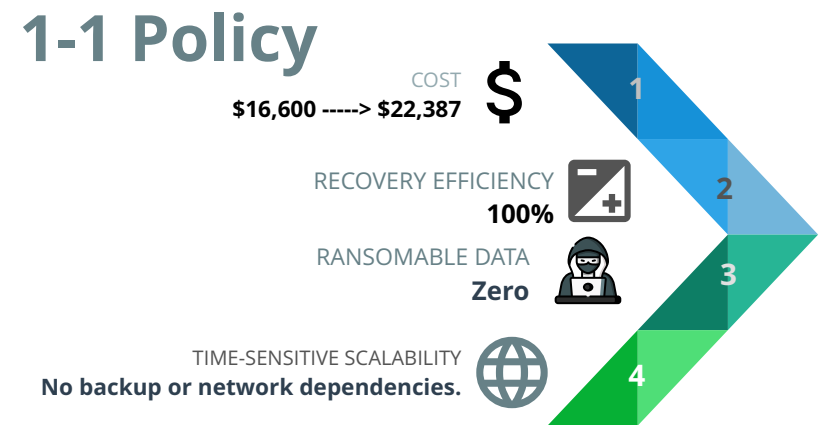 1-1 Policy
COST
$16,600 -----> $22,387
1
RECOVERY EFFICIENCY
100%
2
RANSOMABLE DATA
Zero
3
TIME-SENSITIVE SCALABILITY
No backup or network dependencies.
4